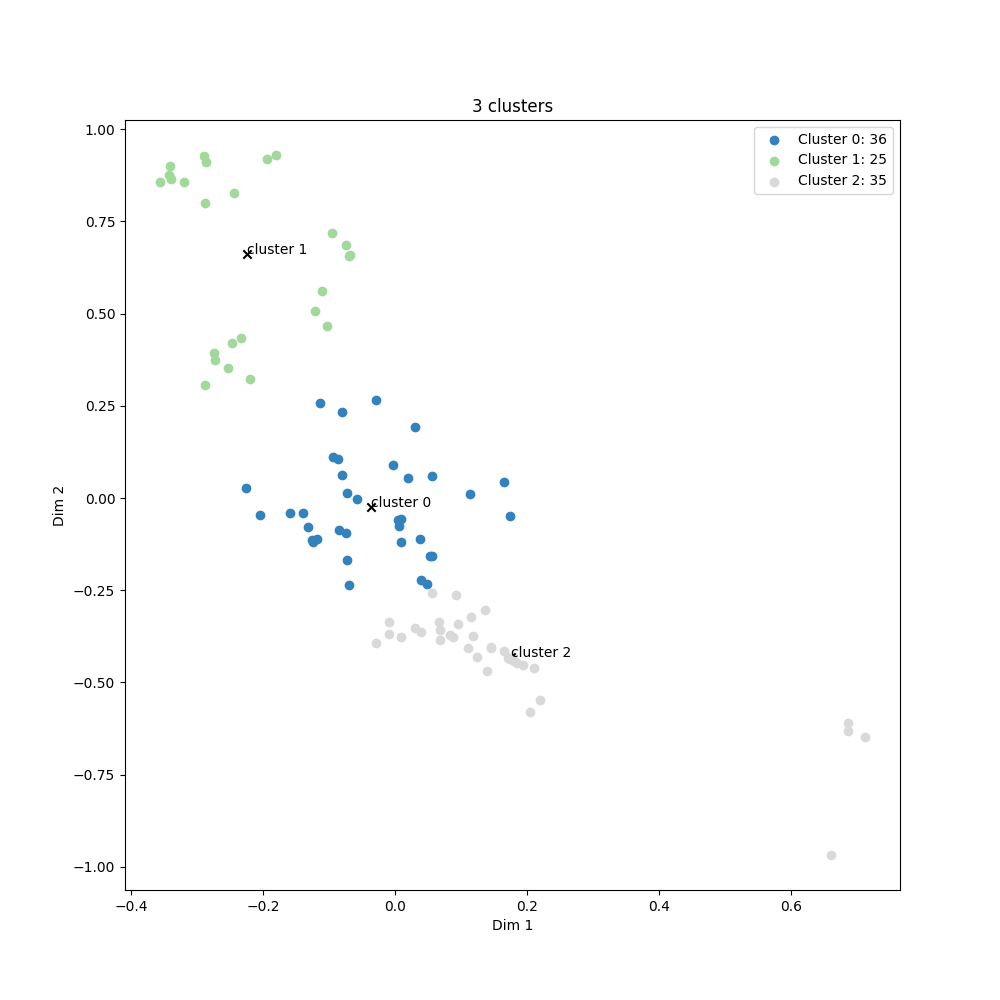 3 clusters
Cluster 0: 36
Cluster 1: 25
Cluster 2: 35
cluster 1
cluster 0
cluster 2
1.00
0.75
0.50
0.25
0.00
−0.25
−0.50
−0.75
−1.00
Dim 2
−0.4
−0.2
0.0
0.2
0.4
0.6
Dim 1